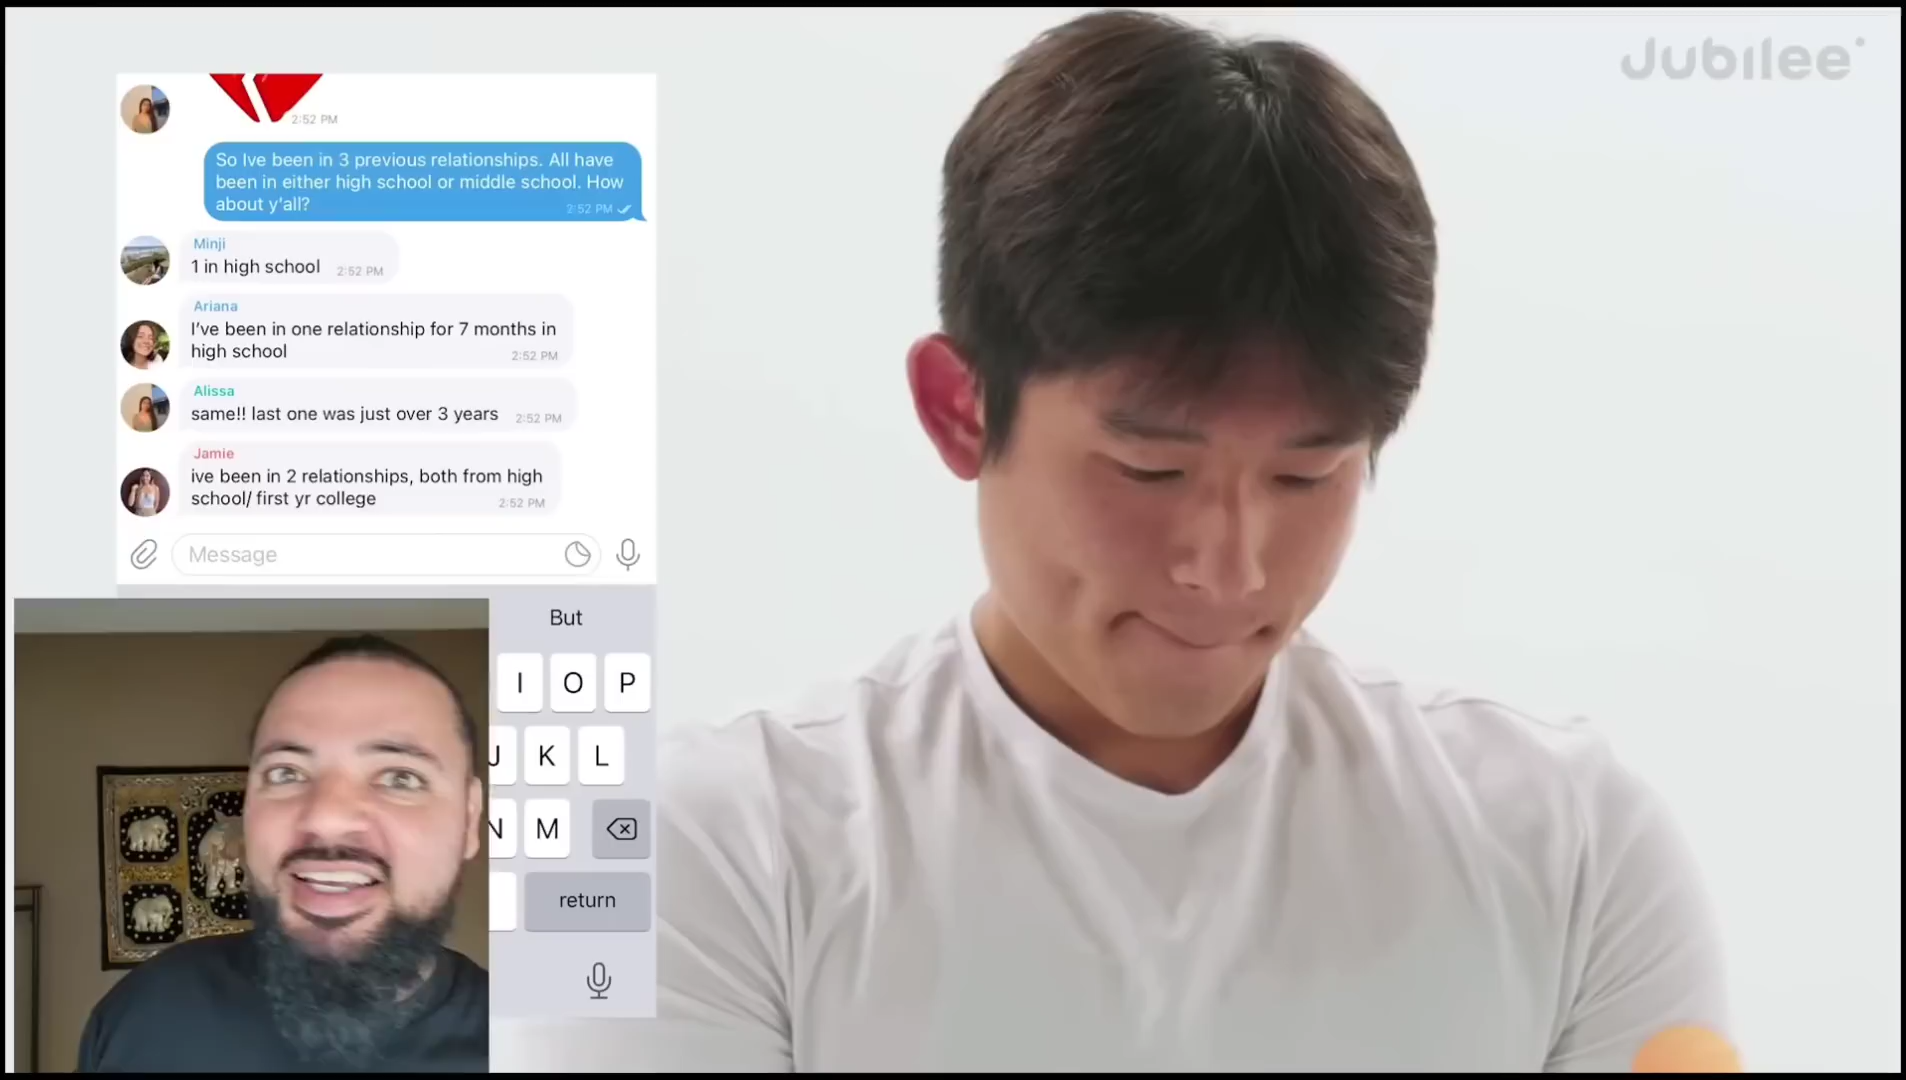 Jubilee
2:52 PM
So Ive been in 3 previous relationships. All have
been in either high school or middle school. How
about y'all?
2:52 PM
Minji
1 in high school 2:52 PM
Ariana
I've been in one relationship for 7 months in
high school 2:52 PM
Alissa
same!! last one was just over 3 years 2:52 PM
Jamie
ive been in 2 relationships, both from high
school/ first yr college 2:52 PM
Message
But
I O P
J K L
N M
return